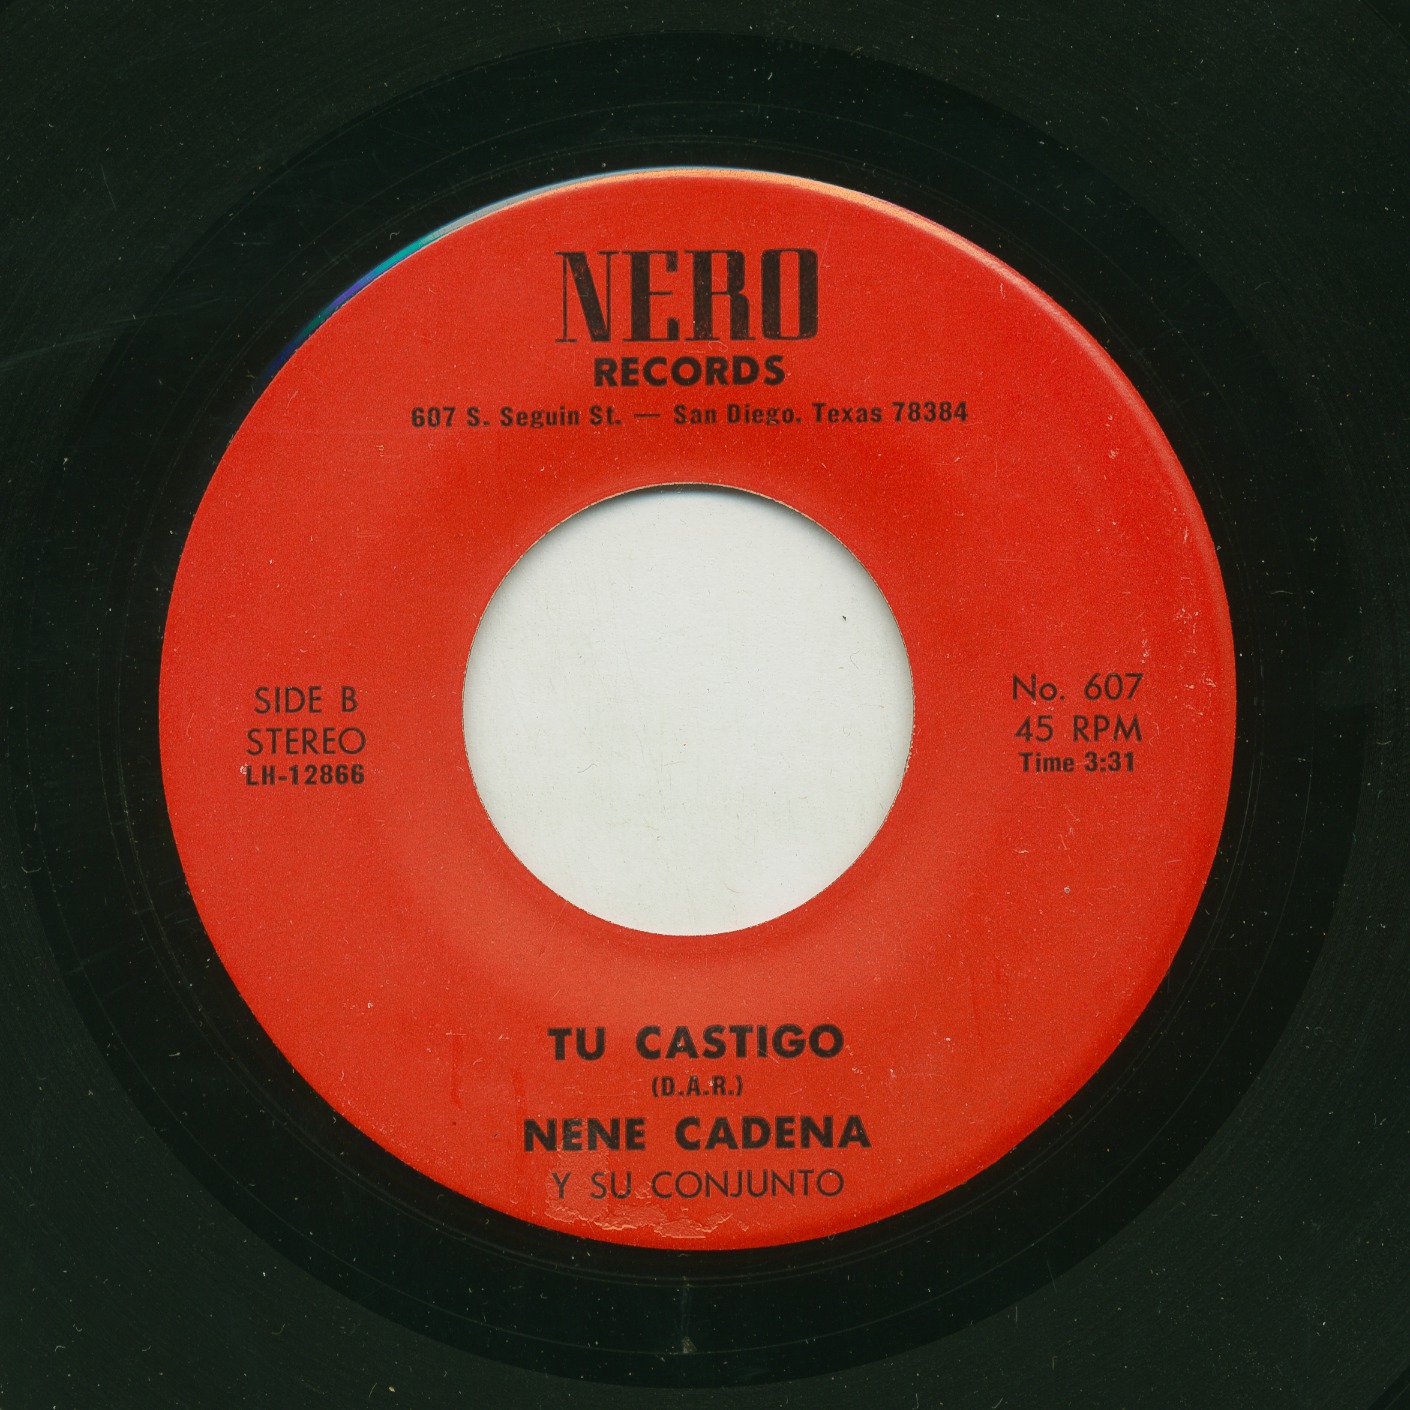 NERO
RECORDS
607 S. Seguin St. — San Diego, Texas 78384
SIDE B
STEREO
LH-12866
No. 607
45 RPM
Time 3:31
TU CASTIGO
(D.A.R.)
NENE CADENA
Y SU CONJUNTO